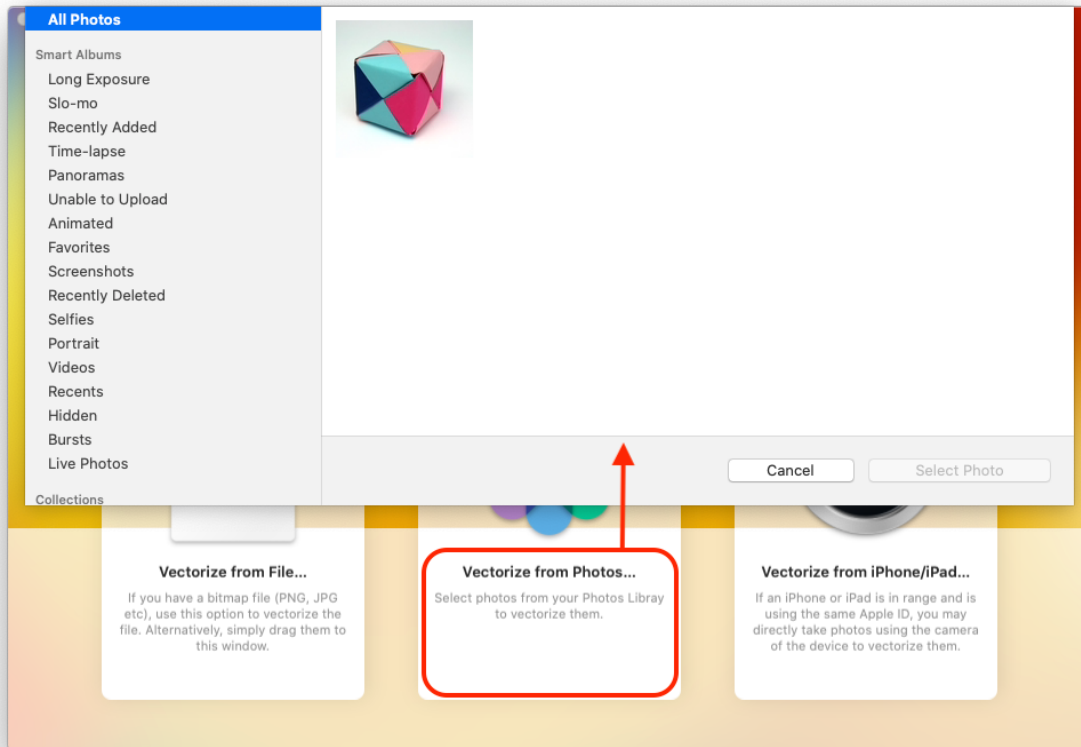 All Photos
Smart Albums
Long Exposure
Slo-mo
Recently Added
Time-lapse
Panoramas
Unable to Upload
Animated
Favorites
Screenshots
Recently Deleted
Selfies
Portrait
Videos
Recents
Hidden
Bursts
Live Photos
Collections
Cancel
Select Photo
Vectorize from File...
If you have a bitmap file (PNG, JPG
etc), use this option to vectorize the
file. Alternatively, simply drag them to
this window.
Vectorize from Photos...
Select photos from your Photos Libray
to vectorize them.
Vectorize from iPhone/iPad...
If an iPhone or iPad is in range and is
using the same Apple ID, you may
directly take photos using the camera
of the device to vectorize them.